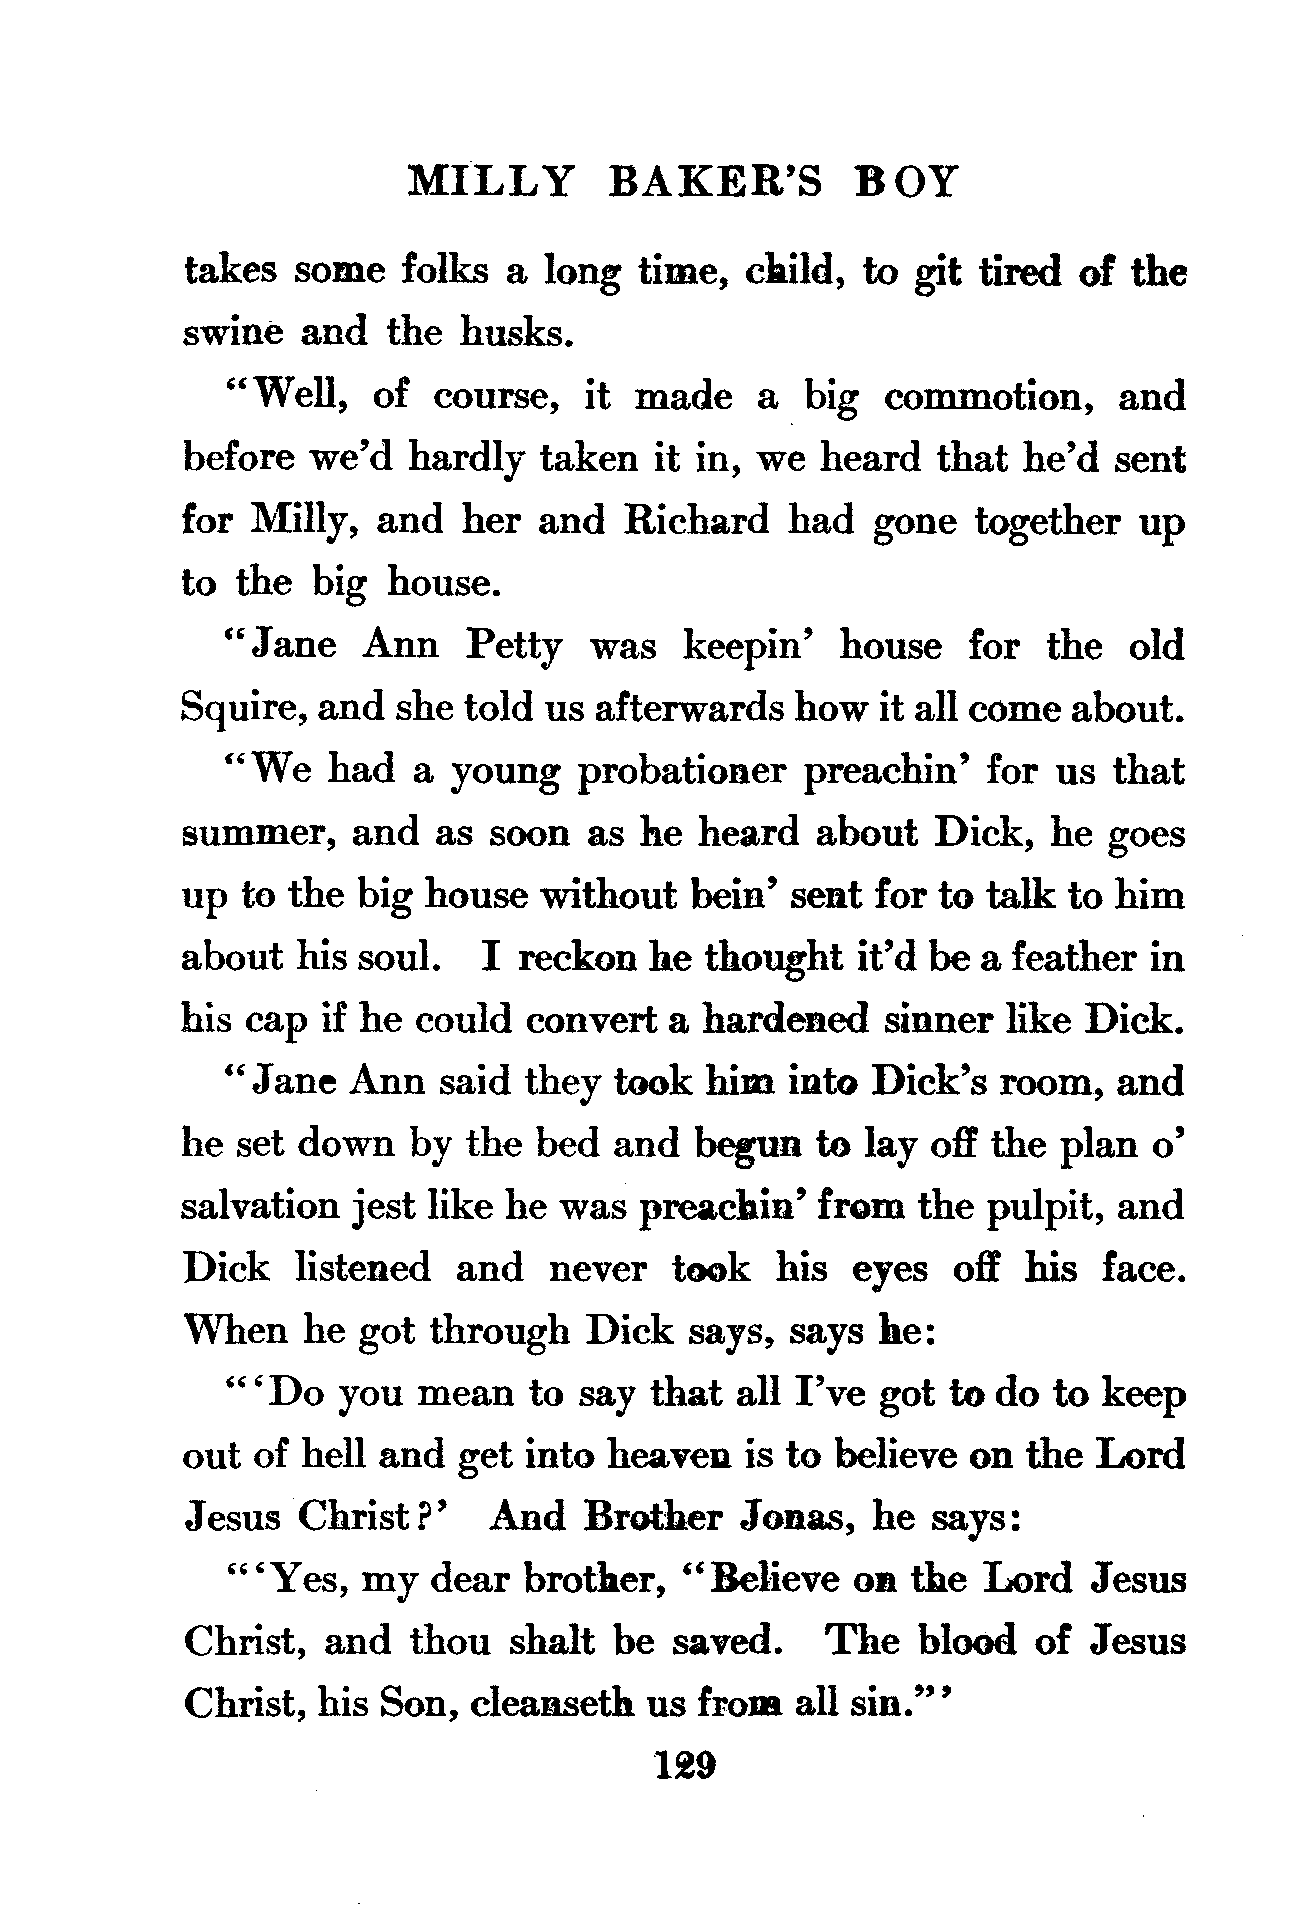 MILLY BAKER'S BOY
takes some folks a long time, child, to git tired of the
swine and the husks.
“Well, of course, it made a big commotion, and
before we'd hardly taken it in, we heard that he'd sent
for Milly, and her and Richard had gone together up
to the big house.
“Jane Ann Petty was keepin' house for the old
Squire, and she told us afterwards how it all come about.
“We had a young probationer preachin' for us that
summer, and as soon as he heard about Dick, he goes
up to the big house without bein' sent for to talk to him
about his soul. I reckon he thought it'd be a feather in
his cap if he could convert a hardened sinner like Dick.
“Jane Ann said they took him into Dick's room, and
he set down by the bed and begun to lay off the plan o'
salvation jest like he was preachin' from the pulpit, and
Dick listened and never took his eyes off his face.
When he got through Dick says, says he:
“‘Do you mean to say that all I've got to do to keep
out of hell and get into heaven is to believe on the Lord
Jesus Christ?’ And Brother Jonas, he says:
“‘Yes, my dear brother, “Believe on the Lord Jesus
Christ, and thou shalt be saved. The blood of Jesus
Christ, his Son, cleanseth us from all sin.”’
129